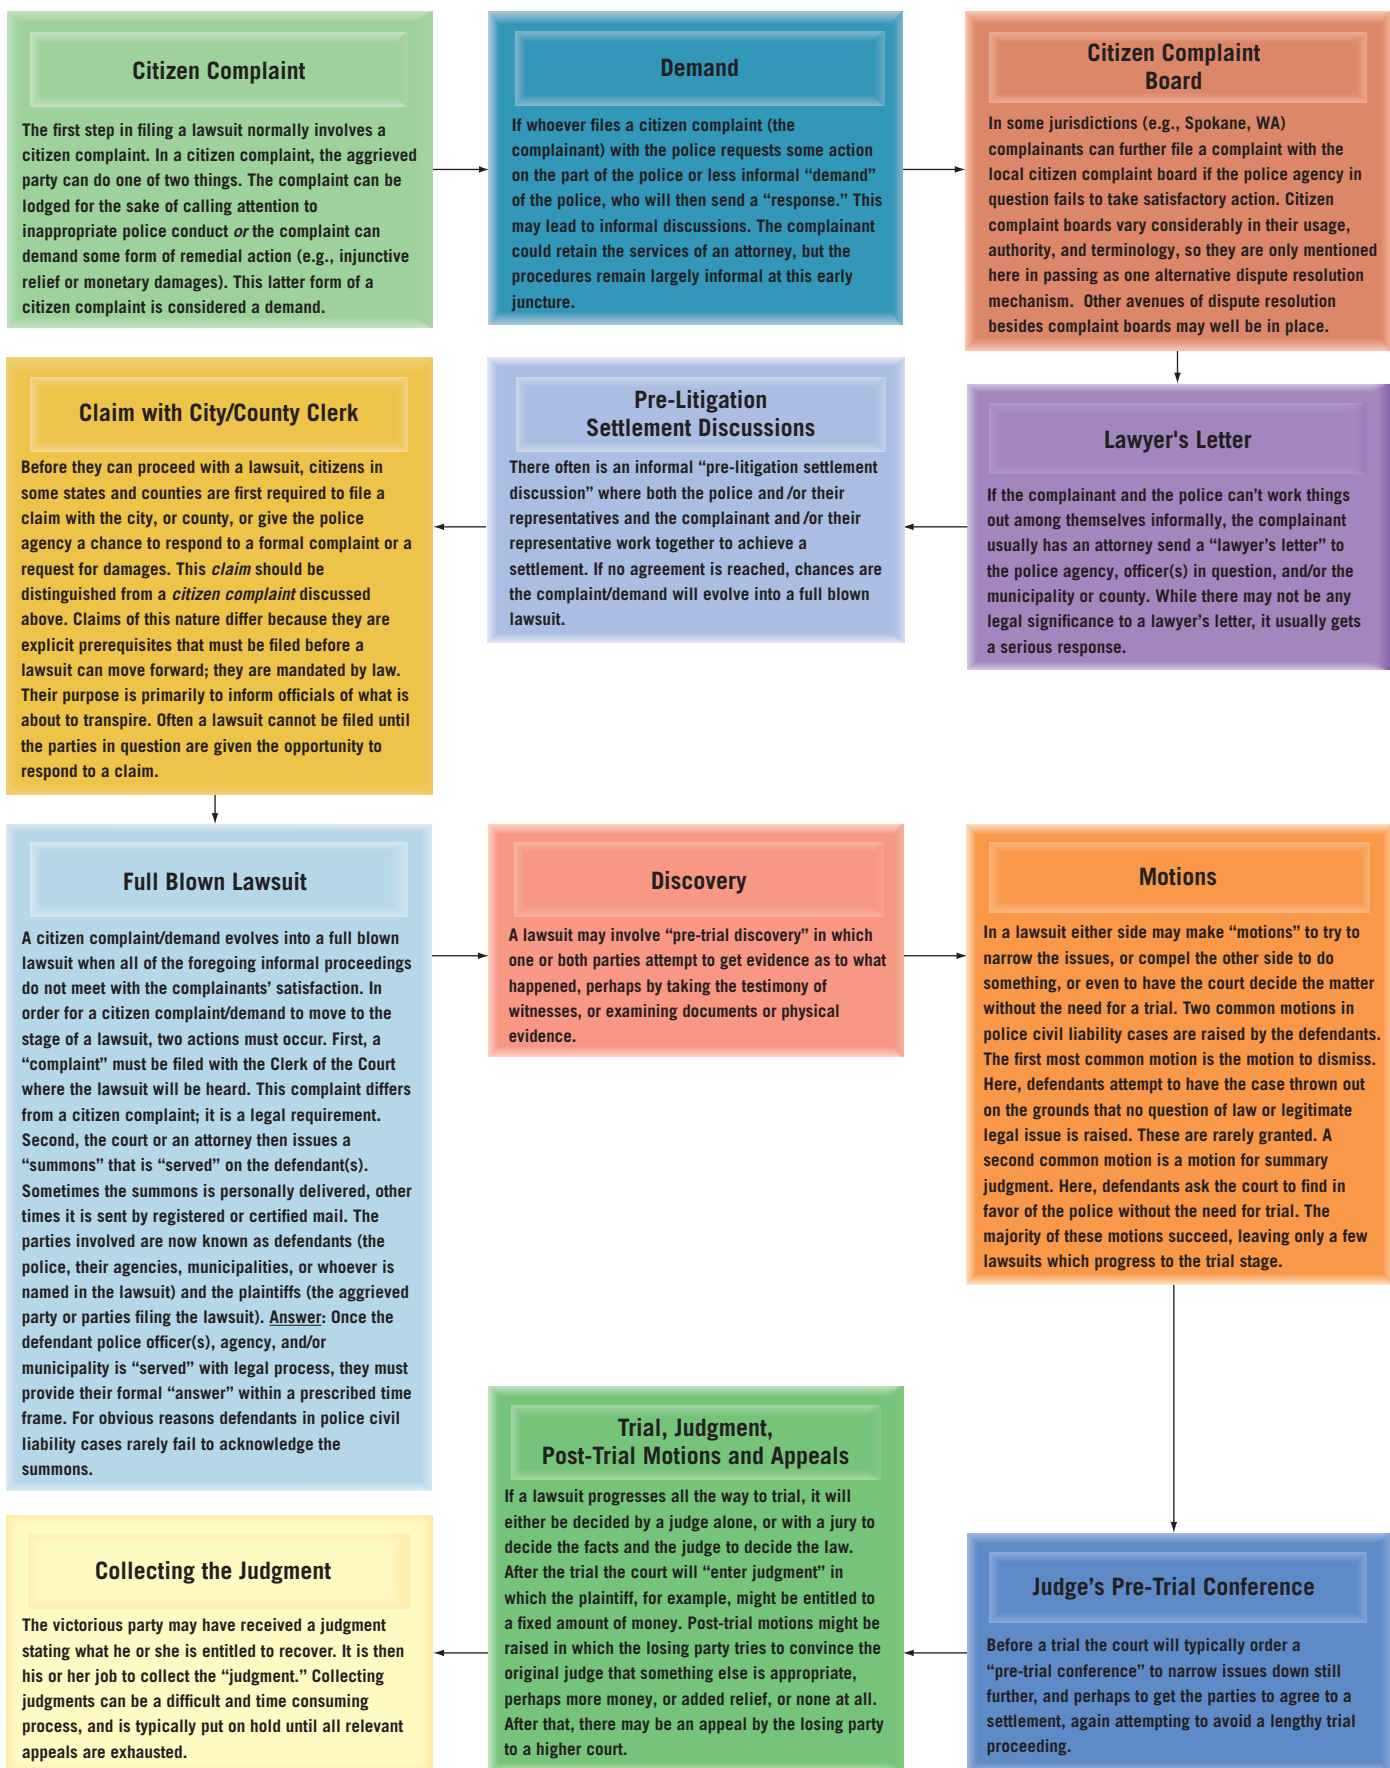 Citizen Complaint
The first step in filing a lawsuit normally involves a
citizen complaint. In a citizen complaint, the aggrieved
party can do one of two things. The complaint can be
lodged for the sake of calling attention to
inappropriate police conduct or the complaint can
demand some form of remedial action (e.g., injunctive
relief or monetary damages). This latter form of a
citizen complaint is considered a demand.
Demand
If whoever files a citizen complaint (the
complainant) with the police requests some action
on the part of the police or less informal “demand”
of the police, who will then send a “response.” This
may lead to informal discussions. The complainant
could retain the services of an attorney, but the
procedures remain largely informal at this early
juncture.
Citizen Complaint
Board
In some jurisdictions (e.g., Spokane, WA)
complainants can further file a complaint with the
local citizen complaint board if the police agency in
question fails to take satisfactory action. Citizen
complaint boards vary considerably in their usage,
authority, and terminology, so they are only mentioned
here in passing as one alternative dispute resolution
mechanism. Other avenues of dispute resolution
besides complaint boards may well be in place.
Lawyer's Letter
If the complainant and the police can’t work things
out among themselves informally, the complainant
usually has an attorney send a “lawyer’s letter” to
the police agency, officer(s) in question, and/or the
municipality or county. While there may not be any
legal significance to a lawyer’s letter, it usually gets
a serious response.
Pre-Litigation
Settlement Discussions
There often is an informal “pre-litigation settlement
discussion” where both the police and/or their
representatives and the complainant and/or their
representative work together to achieve a
settlement. If no agreement is reached, chances are
the complaint/demand will evolve into a full blown
lawsuit.
Claim with City/County Clerk
Before they can proceed with a lawsuit, citizens in
some states and counties are first required to file a
claim with the city, or county, or give the police
agency a chance to respond to a formal complaint or a
request for damages. This claim should be
distinguished from a citizen complaint discussed
above. Claims of this nature differ because they are
explicit prerequisites that must be filed before a
lawsuit can move forward; they are mandated by law.
Their purpose is primarily to inform officials of what is
about to transpire. Often a lawsuit cannot be filed until
the parties in question are given the opportunity to
respond to a claim.
Full Blown Lawsuit
A citizen complaint/demand evolves into a full blown
lawsuit when all of the foregoing informal proceedings
do not meet with the complainants’ satisfaction. In
order for a citizen complaint/demand to move to the
stage of a lawsuit, two actions must occur. First, a
“complaint” must be filed with the Clerk of the Court
where the lawsuit will be heard. This complaint differs
from a citizen complaint; it is a legal requirement.
Second, the court or an attorney then issues a
“summons” that is “served” on the defendant(s).
Sometimes the summons is personally delivered, other
times it is sent by registered or certified mail. The
parties involved are now known as defendants (the
police, their agencies, municipalities, or whoever is
named in the lawsuit) and the plaintiffs (the aggrieved
party or parties filing the lawsuit). Answer: Once the
defendant police officer(s), agency, and/or
municipality is “served” with legal process, they must
provide their formal “answer” within a prescribed time
frame. For obvious reasons defendants in police civil
liability cases rarely fail to acknowledge the
summons.
Discovery
A lawsuit may involve “pre-trial discovery” in which
one or both parties attempt to get evidence as to what
happened, perhaps by taking the testimony of
witnesses, or examining documents or physical
evidence.
Motions
In a lawsuit either side may make “motions” to try to
narrow the issues, or compel the other side to do
something, or even to have the court decide the matter
without the need for a trial. Two common motions in
police civil liability cases are raised by the defendants.
The first most common motion is the motion to dismiss.
Here, defendants attempt to have the case thrown out
on the grounds that no question of law or legitimate
legal issue is raised. These are rarely granted. A
second common motion is a motion for summary
judgment. Here, defendants ask the court to find in
favor of the police without the need for trial. The
majority of these motions succeed, leaving only a few
lawsuits which progress to the trial stage.
Judge’s Pre-Trial Conference
Before a trial the court will typically order a
“pre-trial conference” to narrow issues down still
further, and perhaps to get the parties to agree to a
settlement, again attempting to avoid a lengthy trial
proceeding.
Trial, Judgment,
Post-Trial Motions and Appeals
If a lawsuit progresses all the way to trial, it will
either be decided by a judge alone, or with a jury to
decide the facts and the judge to decide the law.
After the trial the court will “enter judgment” in
which the plaintiff, for example, might be entitled to
a fixed amount of money. Post-trial motions might be
raised in which the losing party tries to convince the
original judge that something else is appropriate,
perhaps more money, or added relief, or none at all.
After that, there may be an appeal by the losing party
to a higher court.
Collecting the Judgment
The victorious party may have received a judgment
stating what he or she is entitled to recover. It is then
his or her job to collect the “judgment.” Collecting
judgments can be a difficult and time consuming
process, and is typically put on hold until all relevant
appeals are exhausted.